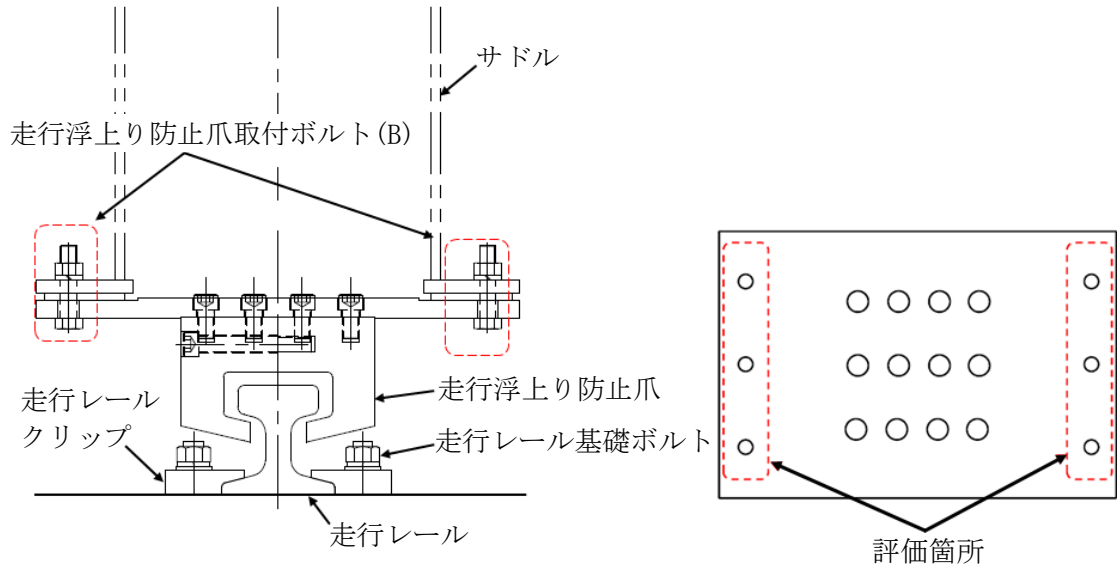 サドル
走行浮上り防止爪取付ボルト(B)
走行浮上り防止爪
走行レール
クリップ
走行レール基礎ボルト
走行レール
評価箇所